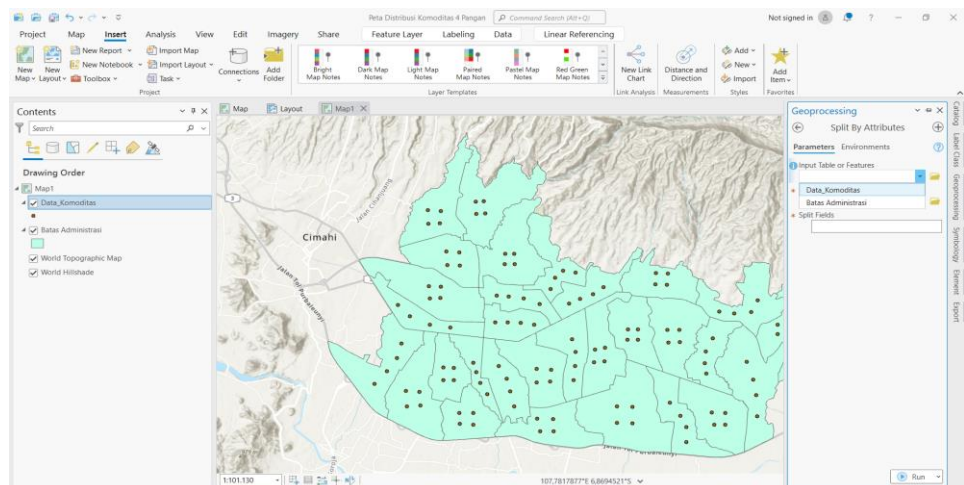 Peta Distribusi Komoditas 4 Pangan
Command Search (Alt+Q)
Not signed in
?
Project Map Insert Analysis View Edit Imagery Share Feature Layer Labeling Data Linear Referencing
New Map
New Layout
New Report
New Notebook
Toolbox
Import Map
Import Layout
Task
Connections
Add Folder
Bright Map Notes
Dark Map Notes
Light Map Notes
Paired Map Notes
Pastel Map Notes
Red Green Map Notes
New Link Chart
Distance and Direction
Add
New
Import
Add Item
Project Layer Templates Link Analysis Measurements Styles Favorites
Contents
Search
Drawing Order
Map1
Data_Komoditas
Batas Administrasi
World Topographic Map
World Hillshade
Map Layout Map1
Cimahi
Jalan Tol Purbaleunyi
1:101.130
107,7817877°E 6,8694521°S
Geoprocessing
Split By Attributes
Parameters Environments
Input Table or Features
Data_Komoditas
Batas Administrasi
Split Fields
Run
Catalog
Label Class
Geoprocessing
Symbology
Element
Export